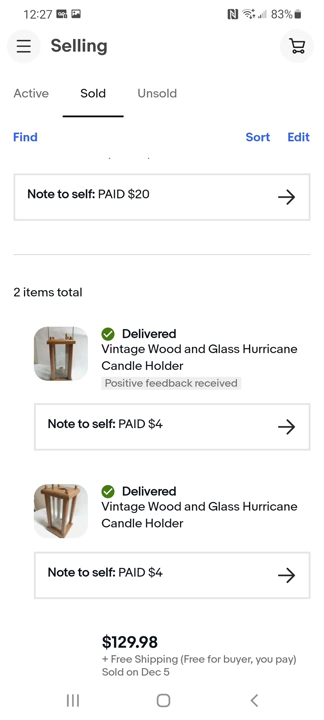 12:27
83%
Selling
Active
Sold
Unsold
Find
Sort
Edit
Note to self: PAID $20
2 items total
Delivered
Vintage Wood and Glass Hurricane
Candle Holder
Positive feedback received
Note to self: PAID $4
Delivered
Vintage Wood and Glass Hurricane
Candle Holder
Note to self: PAID $4
$129.98
+ Free Shipping (Free for buyer, you pay)
Sold on Dec 5